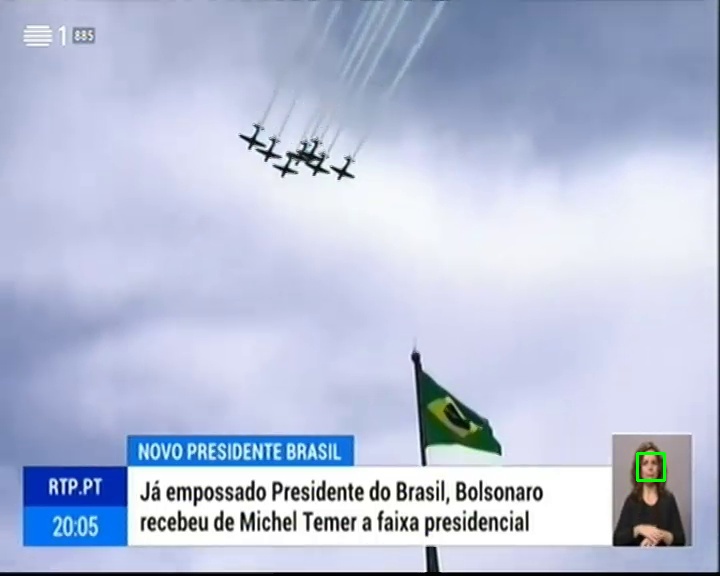 1 885
NOVO PRESIDENTE BRASIL
RTP.PT
Já empossado Presidente do Brasil, Bolsonaro
20:05
recebeu de Michel Temer a faixa presidencial